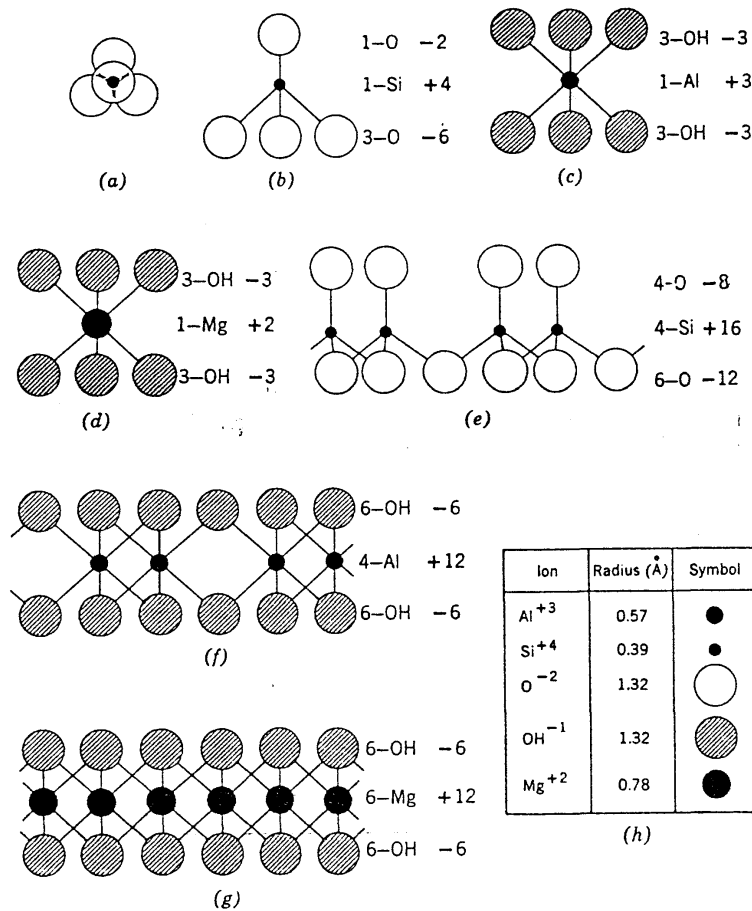 1–O −2
1–Si +4
3–O −6
(a)
(b)
3–OH −3
1–Al +3
3–OH −3
(c)
3–OH −3
1–Mg +2
3–OH −3
(d)
4–O −8
4–Si +16
6–O −12
(e)
6–OH −6
4–Al +12
6–OH −6
(f)
6–OH −6
6–Mg +12
6–OH −6
(g)
Ion Radius (Å) Symbol
Al+3 0.57
Si+4 0.39
O−2 1.32
OH−1 1.32
Mg+2 0.78
(h)